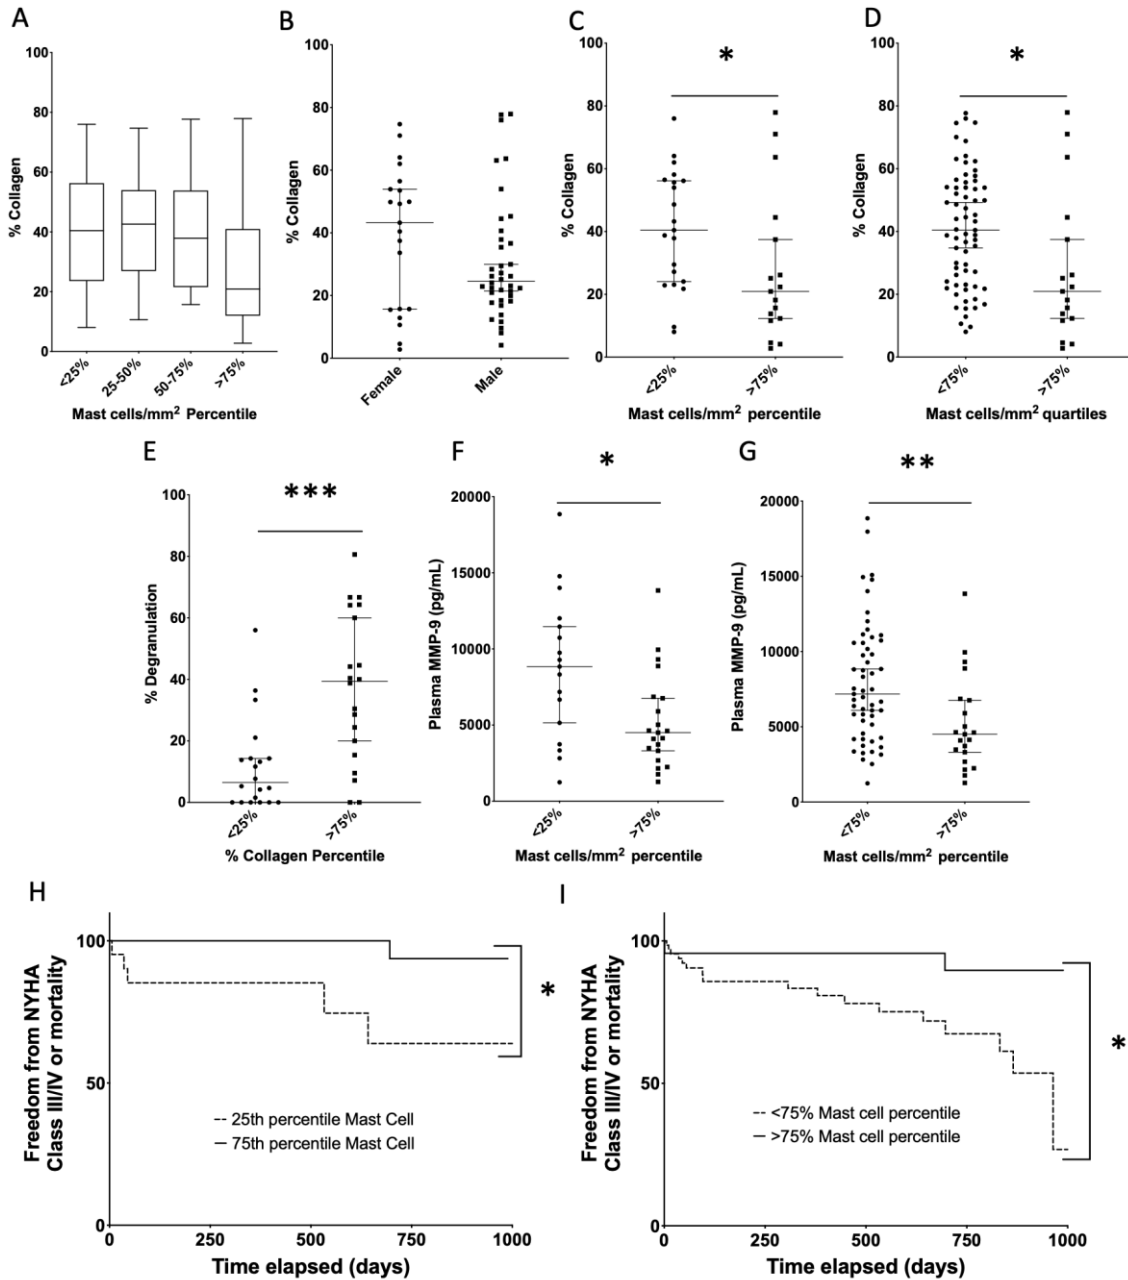 A
% Collagen
100
80
60
40
20
0
<25%
25-50%
50-75%
>75%
Mast cells/mm² Percentile
B
% Collagen
100
80
60
40
20
0
Female
Male
C
% Collagen
100
80
60
40
20
0
*
<25%
>75%
Mast cells/mm² percentile
D
% Collagen
100
80
60
40
20
0
*
<75%
>75%
Mast cells/mm² quartiles
E
% Degranulation
100
80
60
40
20
0
***
<25%
>75%
% Collagen Percentile
F
Plasma MMP-9 (pg/mL)
20000
15000
10000
5000
0
*
<25%
>75%
Mast cells/mm² percentile
G
Plasma MMP-9 (pg/mL)
20000
15000
10000
5000
0
**
<75%
>75%
Mast cells/mm² percentile
H
Freedom from NYHA
Class III/IV or mortality
100
50
0
*
25th percentile Mast Cell
75th percentile Mast Cell
0
250
500
750
1000
Time elapsed (days)
I
Freedom from NYHA
Class III/IV or mortality
100
50
0
*
<75% Mast cell percentile
>75% Mast cell percentile
0
250
500
750
1000
Time elapsed (days)